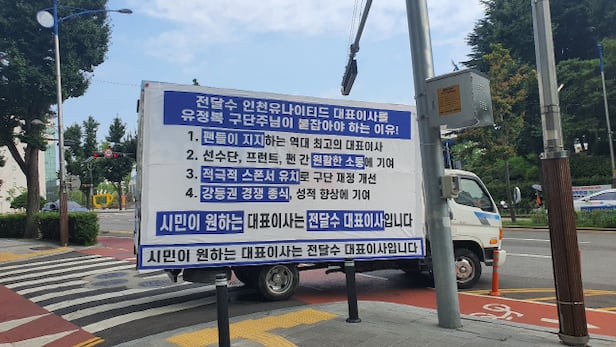 전달수 인천유나이티드 대표이사를
유정복 구단주님이 붙잡아야 하는 이유!
1. 팬들이 지지하는 역대 최고의 대표이사
2. 선수단, 프런트, 팬 간 원활한 소통에 기여
3. 적극적 스폰서 유치로 구단 재정 개선
4. 강등권 경쟁 종식, 성적 향상에 기여
시민이 원하는 대표이사는 전달수 대표이사입니다
시민이 원하는 대표이사는 전달수 대표이사입니다